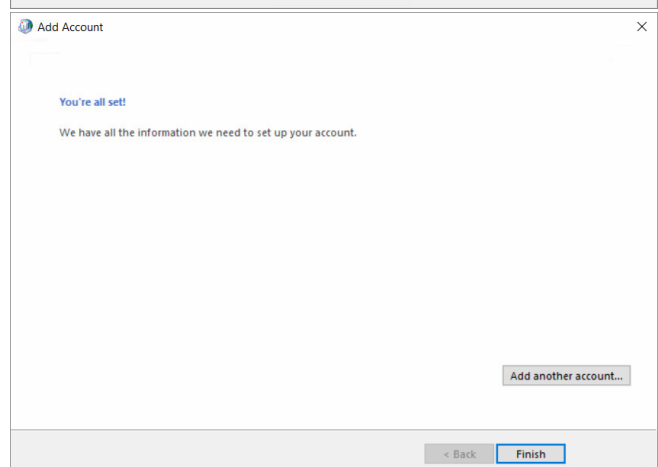 Add Account
You're all set!
We have all the information we need to set up your account.
Add another account...
< Back
Finish